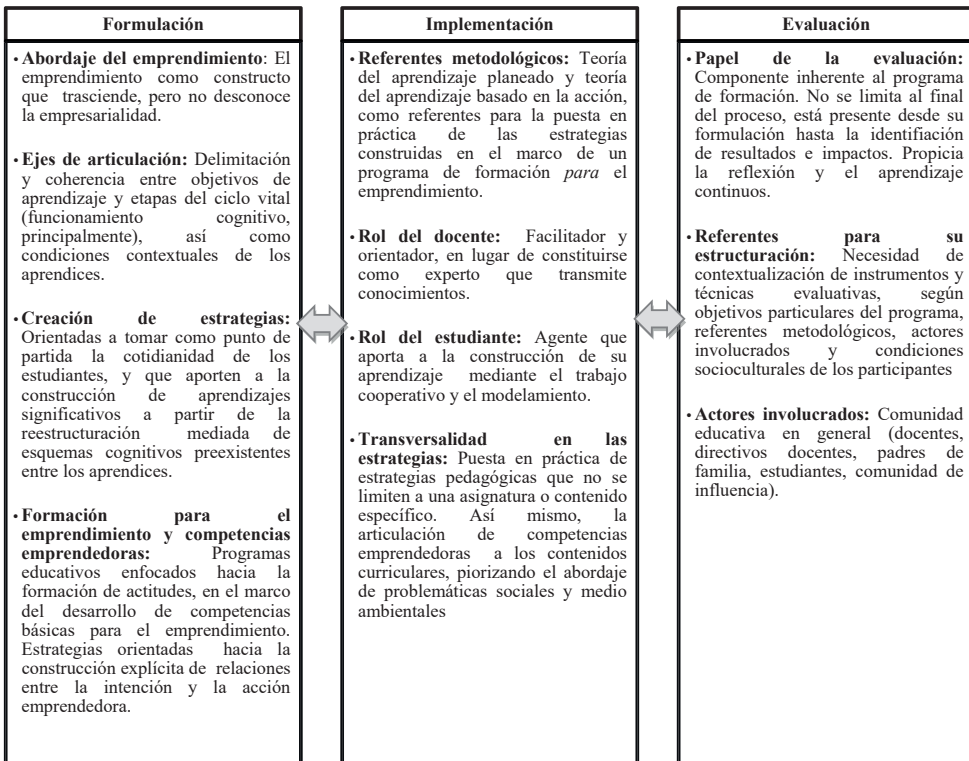 Formulación
• Abordaje del emprendimiento: El
emprendimiento como constructo
que trasciende, pero no desconoce
la empresarialidad.
• Ejes de articulación: Delimitación
y coherencia entre objetivos de
aprendizaje y etapas del ciclo vital
(funcionamiento cognitivo,
principalmente), así como
condiciones contextuales de los
aprendices.
• Creación de estrategias:
Orientadas a tomar como punto de
partida la cotidianidad de los
estudiantes, y que aporten a la
construcción de aprendizajes
significativos a partir de la
reestructuración mediada de
esquemas cognitivos preexistentes
entre los aprendices.
• Formación para el
emprendimiento y competencias
emprendedoras: Programas
educativos enfocados hacia la
formación de actitudes, en el marco
del desarrollo de competencias
básicas para el emprendimiento.
Estrategias orientadas hacia la
construcción explícita de relaciones
entre la intención y la acción
emprendedora.
Implementación
• Referentes metodológicos: Teoría
del aprendizaje planeado y teoría
del aprendizaje basado en la acción,
como referentes para la puesta en
práctica de las estrategias
construidas en el marco de un
programa de formación para el
emprendimiento.
• Rol del docente: Facilitador y
orientador, en lugar de constituirse
como experto que transmite
conocimientos.
• Rol del estudiante: Agente que
aporta a la construcción de su
aprendizaje mediante el trabajo
cooperativo y el modelamiento.
• Transversalidad en las
estrategias: Puesta en práctica de
estrategias pedagógicas que no se
limiten a una asignatura o contenido
específico. Así mismo, la
articulación de competencias
emprendedoras a los contenidos
curriculares, piorizando el abordaje
de problemáticas sociales y medio
ambientales
Evaluación
• Papel de la evaluación:
Componente inherente al programa
de formación. No se limita al final
del proceso, está presente desde su
formulación hasta la identifiación
de resultados e impactos. Propicia
la reflexión y el aprendizaje
continuos.
• Referentes para su
estructuración: Necesidad de
contextualización de instrumentos y
técnicas evaluativas, según
objetivos particulares del programa,
referentes metodológicos, actores
involucrados y condiciones
socioculturales de los participantes
• Actores involucrados: Comunidad
educativa en general (docentes,
directivos docentes, padres de
familia, estudiantes, comunidad de
influencia).